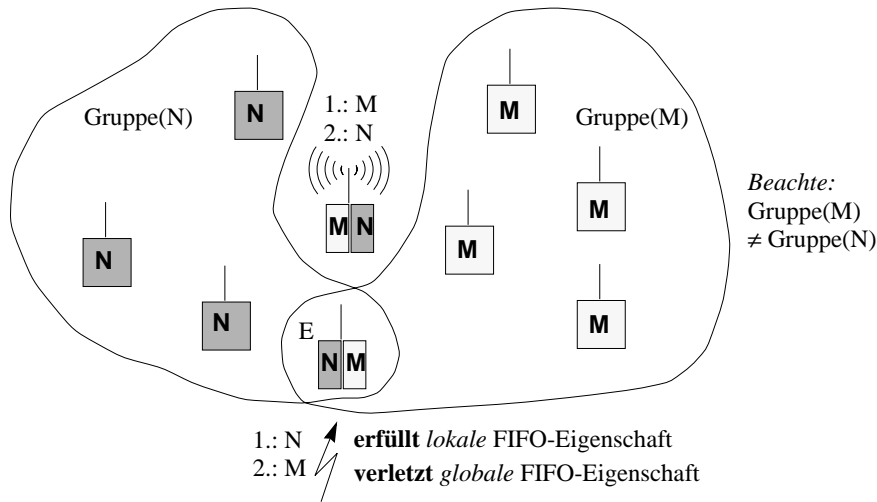 Gruppe(N)
N
1.: M
2.: N
M
Gruppe(M)
M N
M
M
Beachte:
Gruppe(M)
≠ Gruppe(N)
N
N
M
E
N M
1.: N
2.: M
erfüllt lokale FIFO-Eigenschaft
verletzt globale FIFO-Eigenschaft